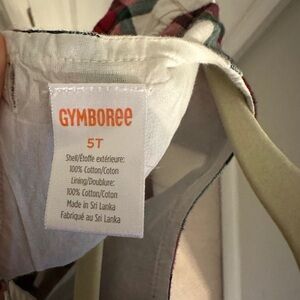 GYMBOREE
5T
Shell/Étoffe extérieure:
100% Cotton/Coton
Lining/Doublure:
100% Cotton/Coton
Made in Sri Lanka
Fabriqué au Sri Lanka